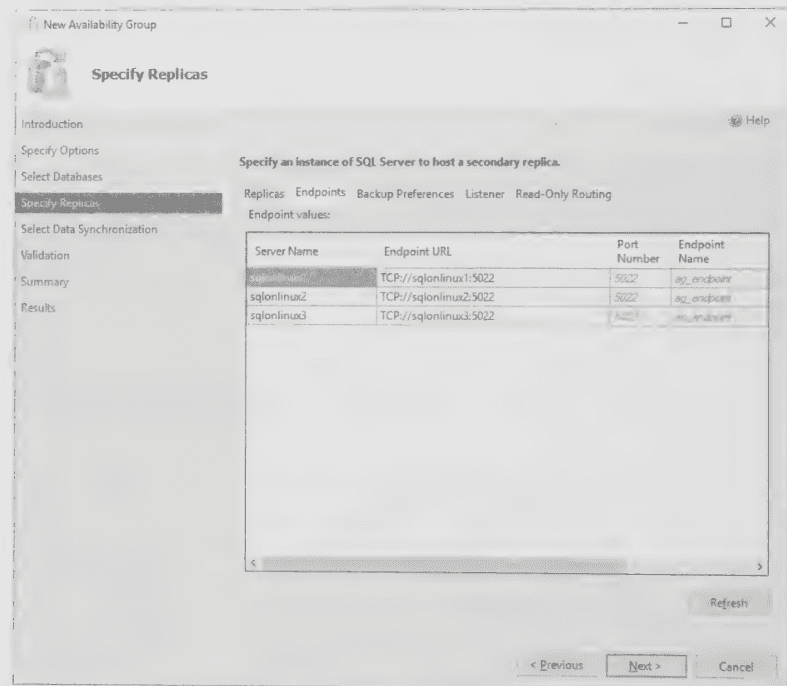 New Availability Group
Specify Replicas
Help
Introduction
Specify Options
Select Databases
Specify Replicas
Select Data Synchronization
Validation
Summary
Results
Specify an instance of SQL Server to host a secondary replica.
Replicas Endpoints Backup Preferences Listener Read-Only Routing
Endpoint values:
Server Name Endpoint URL Port Number Endpoint Name
TCP://sqlonlinux1:5022 5022 ag_endpoint
sqlonlinux2 TCP://sqlonlinux2:5022 5022 ag_endpoint
sqlonlinux3 TCP://sqlonlinux3:5022
Refresh
< Previous Next > Cancel